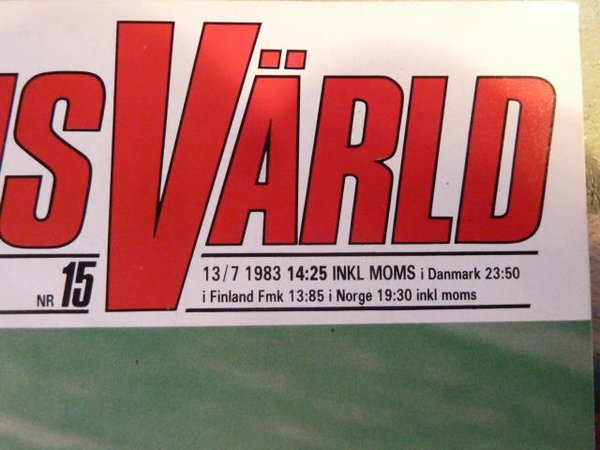 SVÄRLD
NR 15
13/7 1983 14:25 INKL MOMS i Danmark 23:50
i Finland Fmk 13:85 i Norge 19:30 inkl moms